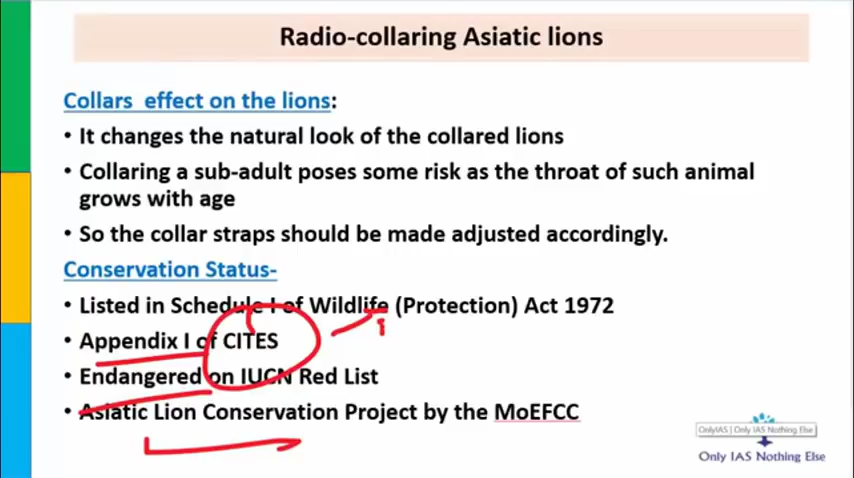 Radio-collaring Asiatic lions
Collars effect on the lions:
• It changes the natural look of the collared lions
• Collaring a sub-adult poses some risk as the throat of such animal
grows with age
• So the collar straps should be made adjusted accordingly.
Conservation Status-
• Listed in Schedule I of Wildlife (Protection) Act 1972
• Appendix I of CITES
• Endangered on IUCN Red List
• Asiatic Lion Conservation Project by the MoEFCC
OnlyIAS | Only IAS Nothing Else
Only IAS Nothing Else